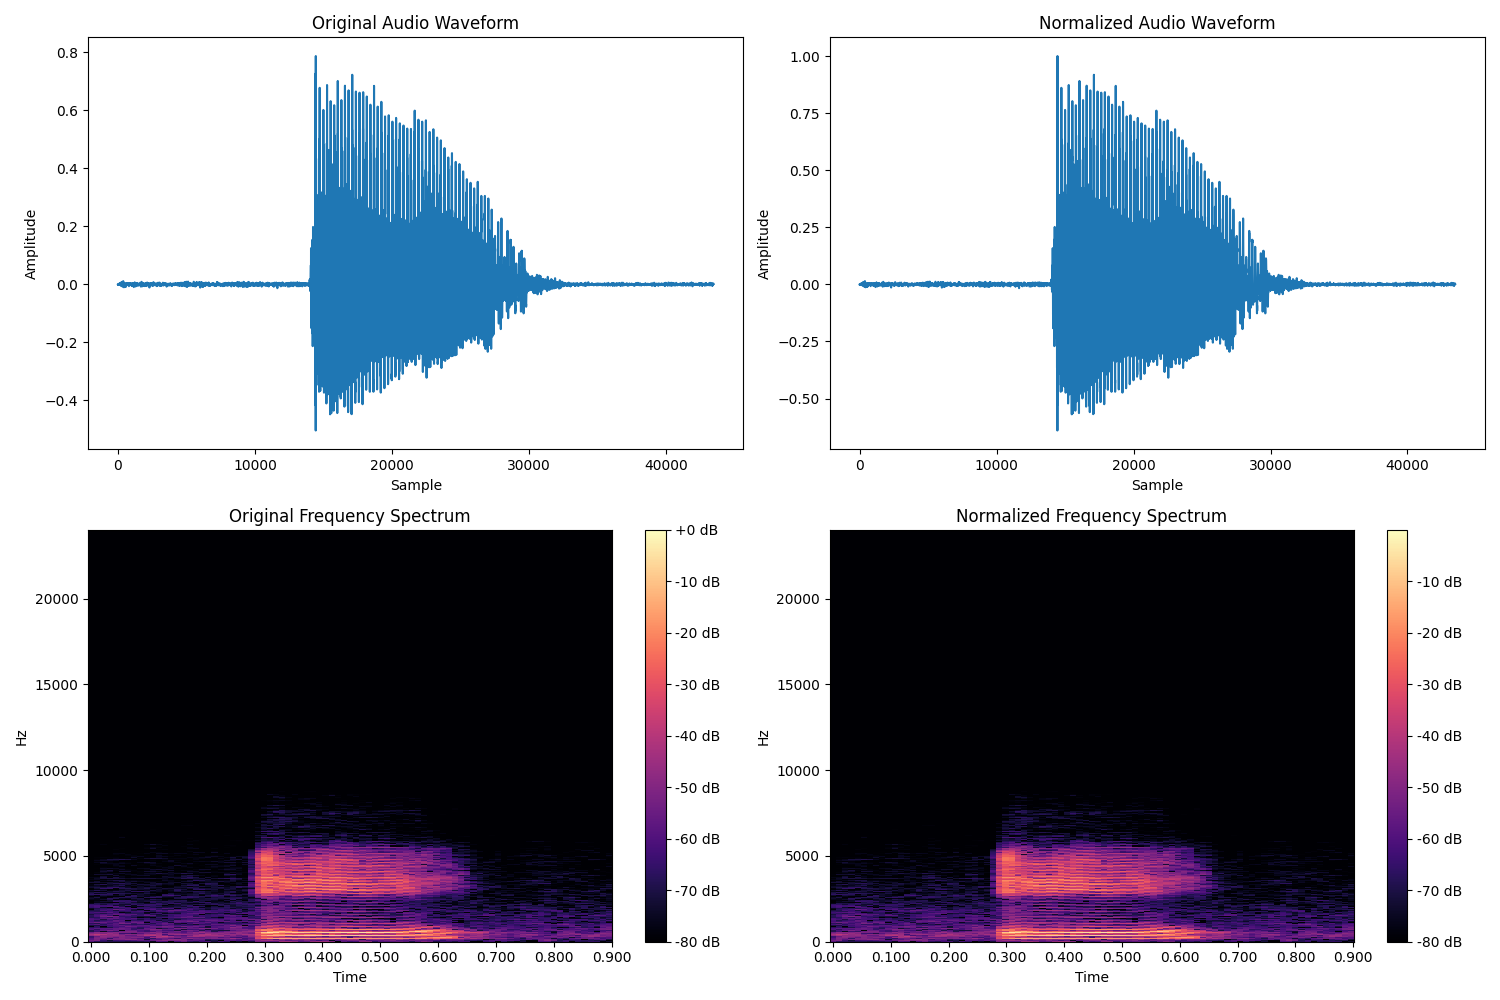 Original Audio Waveform
0.8
0.6
0.4
0.2
0.0
−0.2
−0.4
Amplitude
0
10000
20000
30000
40000
Sample
Normalized Audio Waveform
1.00
0.75
0.50
0.25
0.00
−0.25
−0.50
Amplitude
0
10000
20000
30000
40000
Sample
Original Frequency Spectrum
20000
15000
10000
5000
0
Hz
0.000
0.100
0.200
0.300
0.400
0.500
0.600
0.700
0.800
0.900
Time
+0 dB
-10 dB
-20 dB
-30 dB
-40 dB
-50 dB
-60 dB
-70 dB
-80 dB
Normalized Frequency Spectrum
20000
15000
10000
5000
0
Hz
0.000
0.100
0.200
0.300
0.400
0.500
0.600
0.700
0.800
0.900
Time
-10 dB
-20 dB
-30 dB
-40 dB
-50 dB
-60 dB
-70 dB
-80 dB